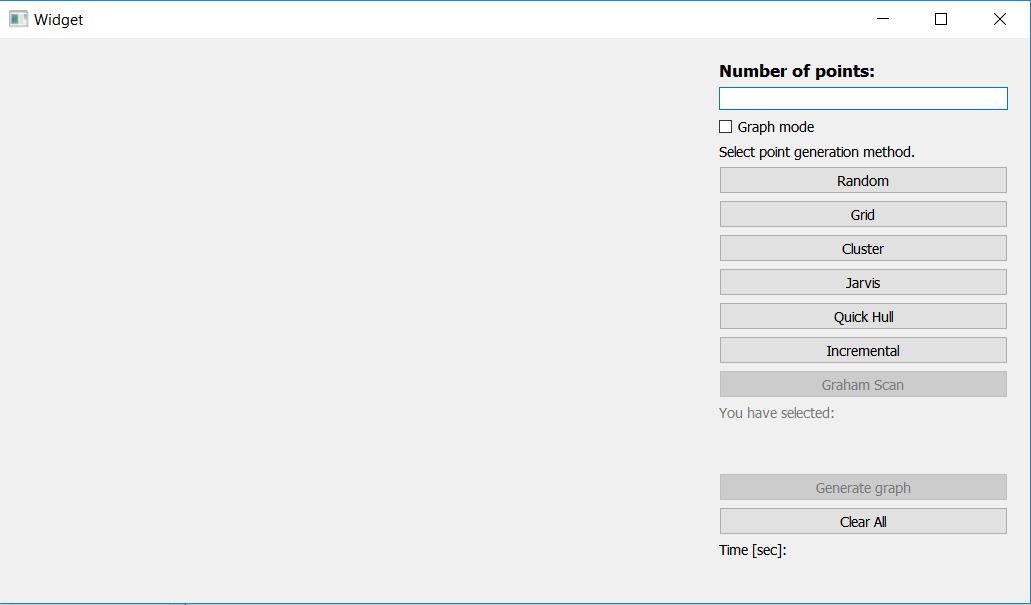 Widget
Number of points:
Graph mode
Select point generation method.
Random
Grid
Cluster
Jarvis
Quick Hull
Incremental
Graham Scan
You have selected:
Generate graph
Clear All
Time [sec]: